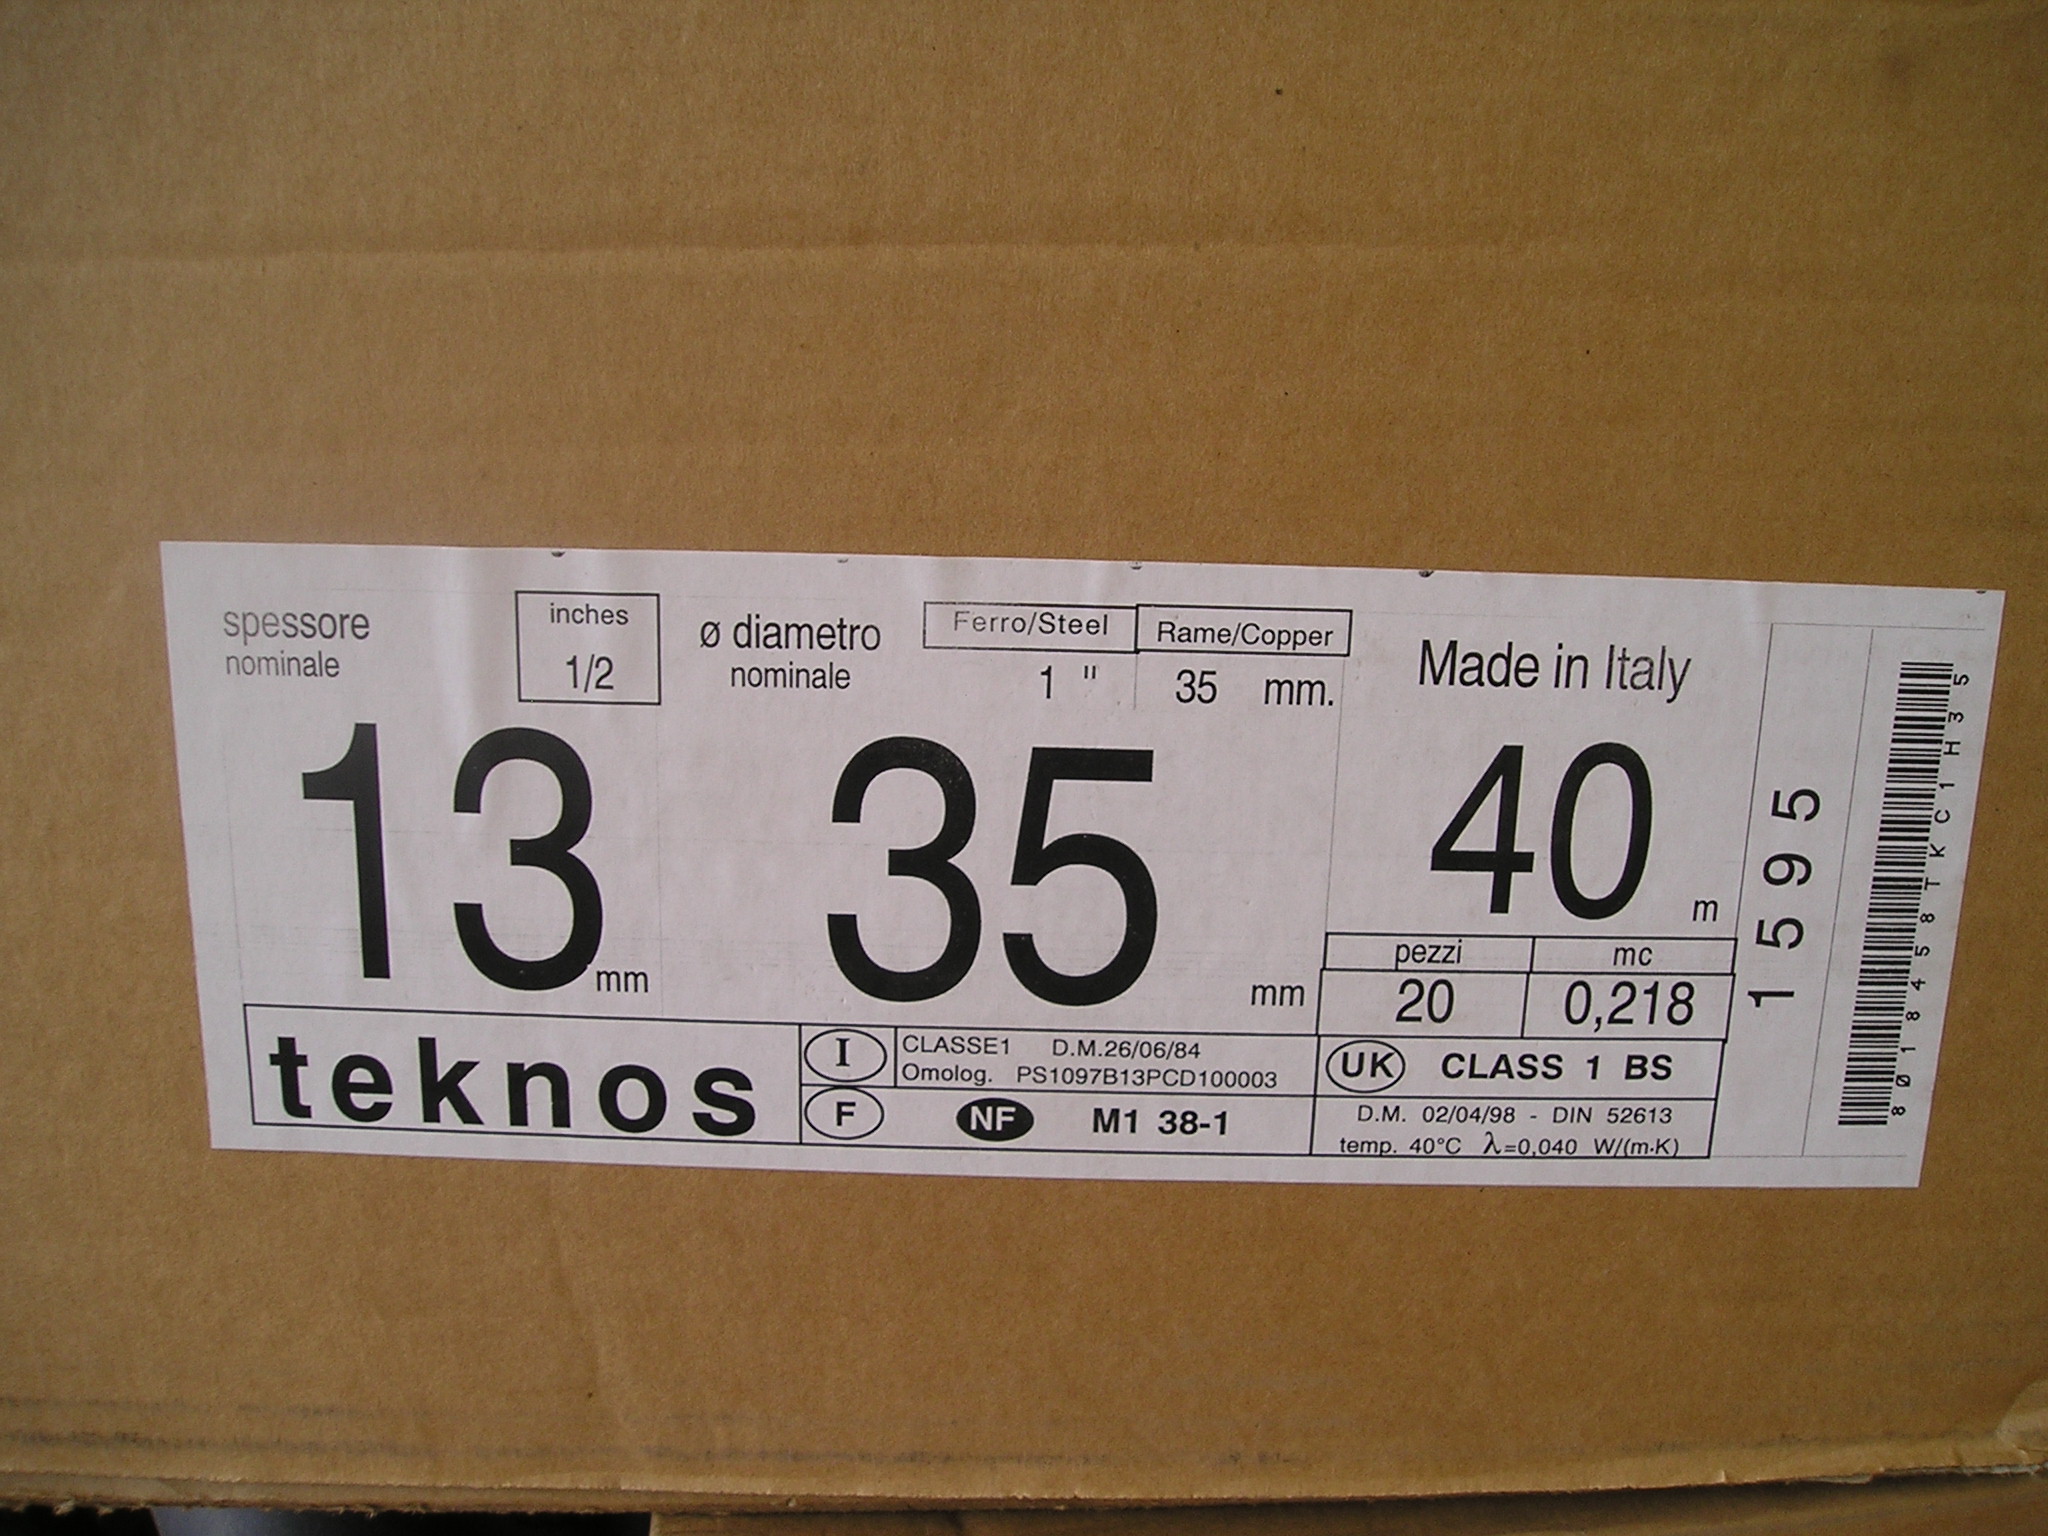 spessore
nominale
inches
1/2
13 mm
ø diametro
nominale
Ferro/Steel
1 "
Rame/Copper
35 mm.
35 mm
Made in Italy
40 m
pezzi
20
mc
0,218
teknos
I
CLASSE1 D.M.26/06/84
Omolog. PS1097B13PCD100003
F
NF M1 38-1
UK CLASS 1 BS
D.M. 02/04/98 - DIN 52613
temp. 40°C λ=0,040 W/(m·K)
1595
8018458TKC1H35